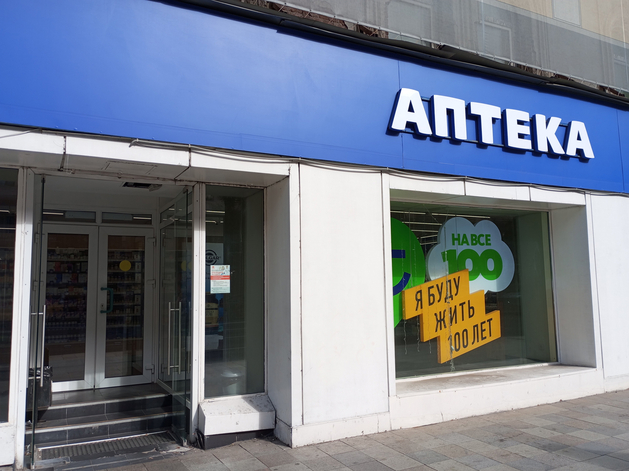 АПТЕКА
НА ВСЕ
100
Я БУДУ
ЖИТЬ
100 ЛЕТ